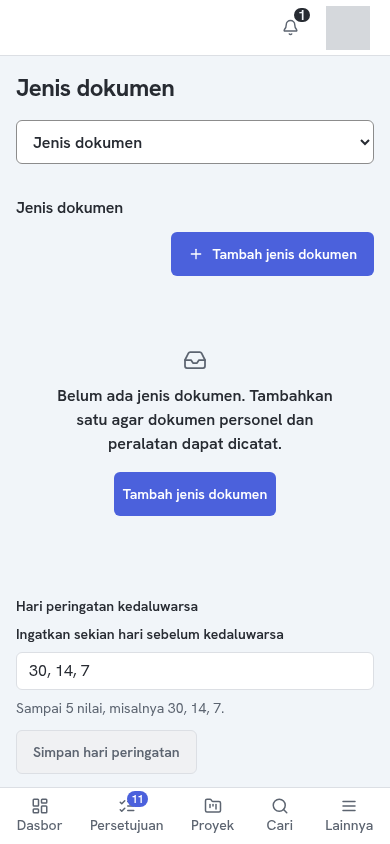 1
Jenis dokumen
Jenis dokumen
Jenis dokumen
Tambah jenis dokumen
Belum ada jenis dokumen. Tambahkan
satu agar dokumen personel dan
peralatan dapat dicatat.
Tambah jenis dokumen
Hari peringatan kedaluwarsa
Ingatkan sekian hari sebelum kedaluwarsa
30, 14, 7
Sampai 5 nilai, misalnya 30, 14, 7.
Simpan hari peringatan
11
Dasbor Persetujuan Proyek Cari Lainnya